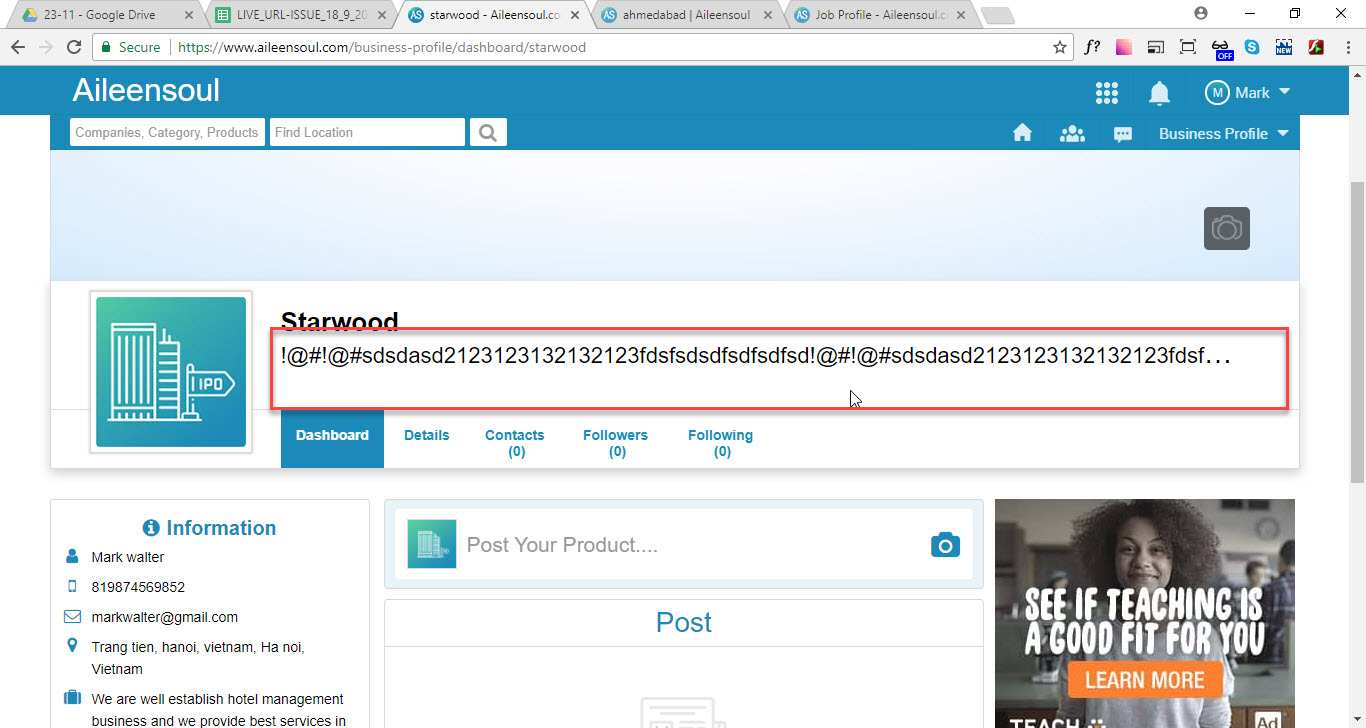 23-11 - Google Drive
LIVE_URL-ISSUE_18_9_20
starwood - Aileensoul.co
ahmedabad | Aileensoul
Job Profile - Aileensoul.c
Secure
https://www.aileensoul.com/business-profile/dashboard/starwood
f?
OFF
NEW
Aileensoul
M
Mark
Companies, Category, Products
Find Location
Business Profile
IPO
Starwood
!@#!@#sdsdasd2123123132132123fdsfsdsdfsdfsdfsd!@#!@#sdsdasd2123123132132123fdsf...
Dashboard
Details
Contacts
(0)
Followers
(0)
Following
(0)
Information
Mark walter
819874569852
markwalter@gmail.com
Trang tien, hanoi, vietnam, Ha noi,
Vietnam
We are well establish hotel management
business and we provide best services in
Post Your Product....
Post
SEE IF TEACHING IS
A GOOD FIT FOR YOU
LEARN MORE
TEACH
Ad